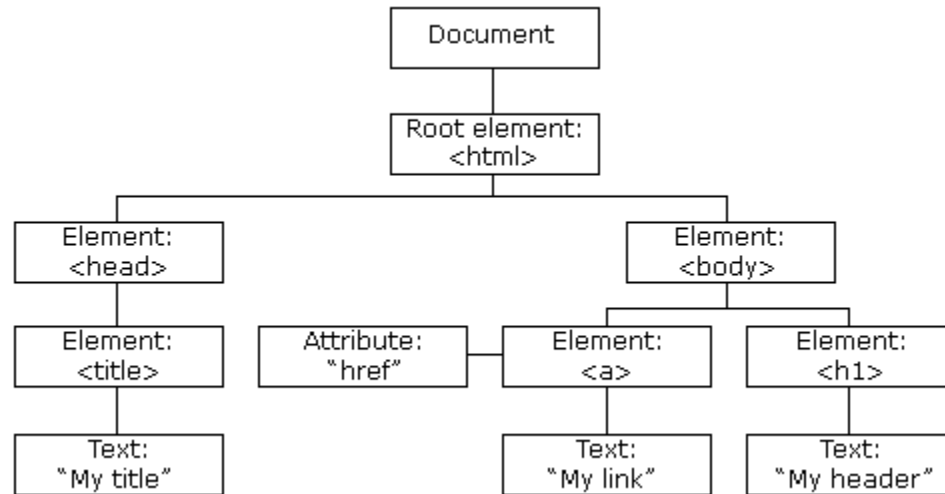 Document
Root element:
<html>
Element:
<head>
Element:
<body>
Element:
<title>
Attribute:
“href”
Element:
<a>
Element:
<h1>
Text:
“My title”
Text:
“My link”
Text:
“My header”